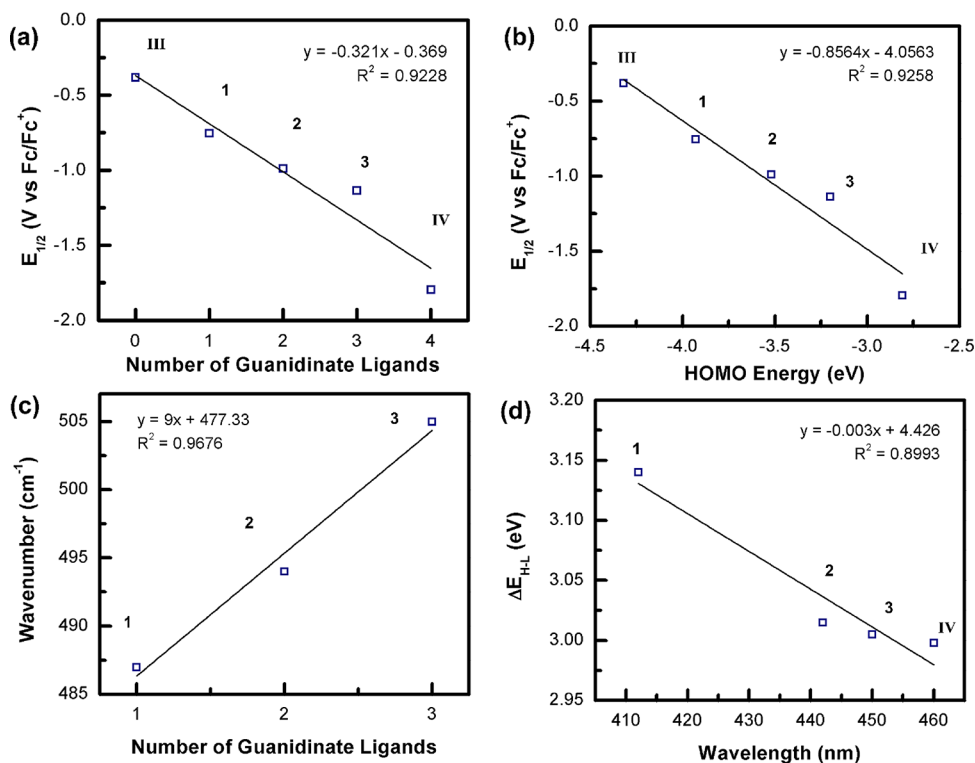 (a)
III
y = -0.321x - 0.369
R² = 0.9228
1
2
3
IV
0.0
-0.5
-1.0
-1.5
-2.0
E1/2 (V vs Fc/Fc+)
0 1 2 3 4
Number of Guanidinate Ligands
(b)
III
y = -0.8564x - 4.0563
R² = 0.9258
1
2
3
IV
0.0
-0.5
-1.0
-1.5
-2.0
E1/2 (V vs Fc/Fc+)
-4.5 -4.0 -3.5 -3.0 -2.5
HOMO Energy (eV)
(c)
y = 9x + 477.33
R² = 0.9676
3
2
1
505
500
495
490
485
Wavenumber (cm-1)
1 2 3
Number of Guanidinate Ligands
(d)
y = -0.003x + 4.426
R² = 0.8993
1
2
3
IV
3.20
3.15
3.10
3.05
3.00
2.95
ΔEH-L (eV)
410 420 430 440 450 460
Wavelength (nm)